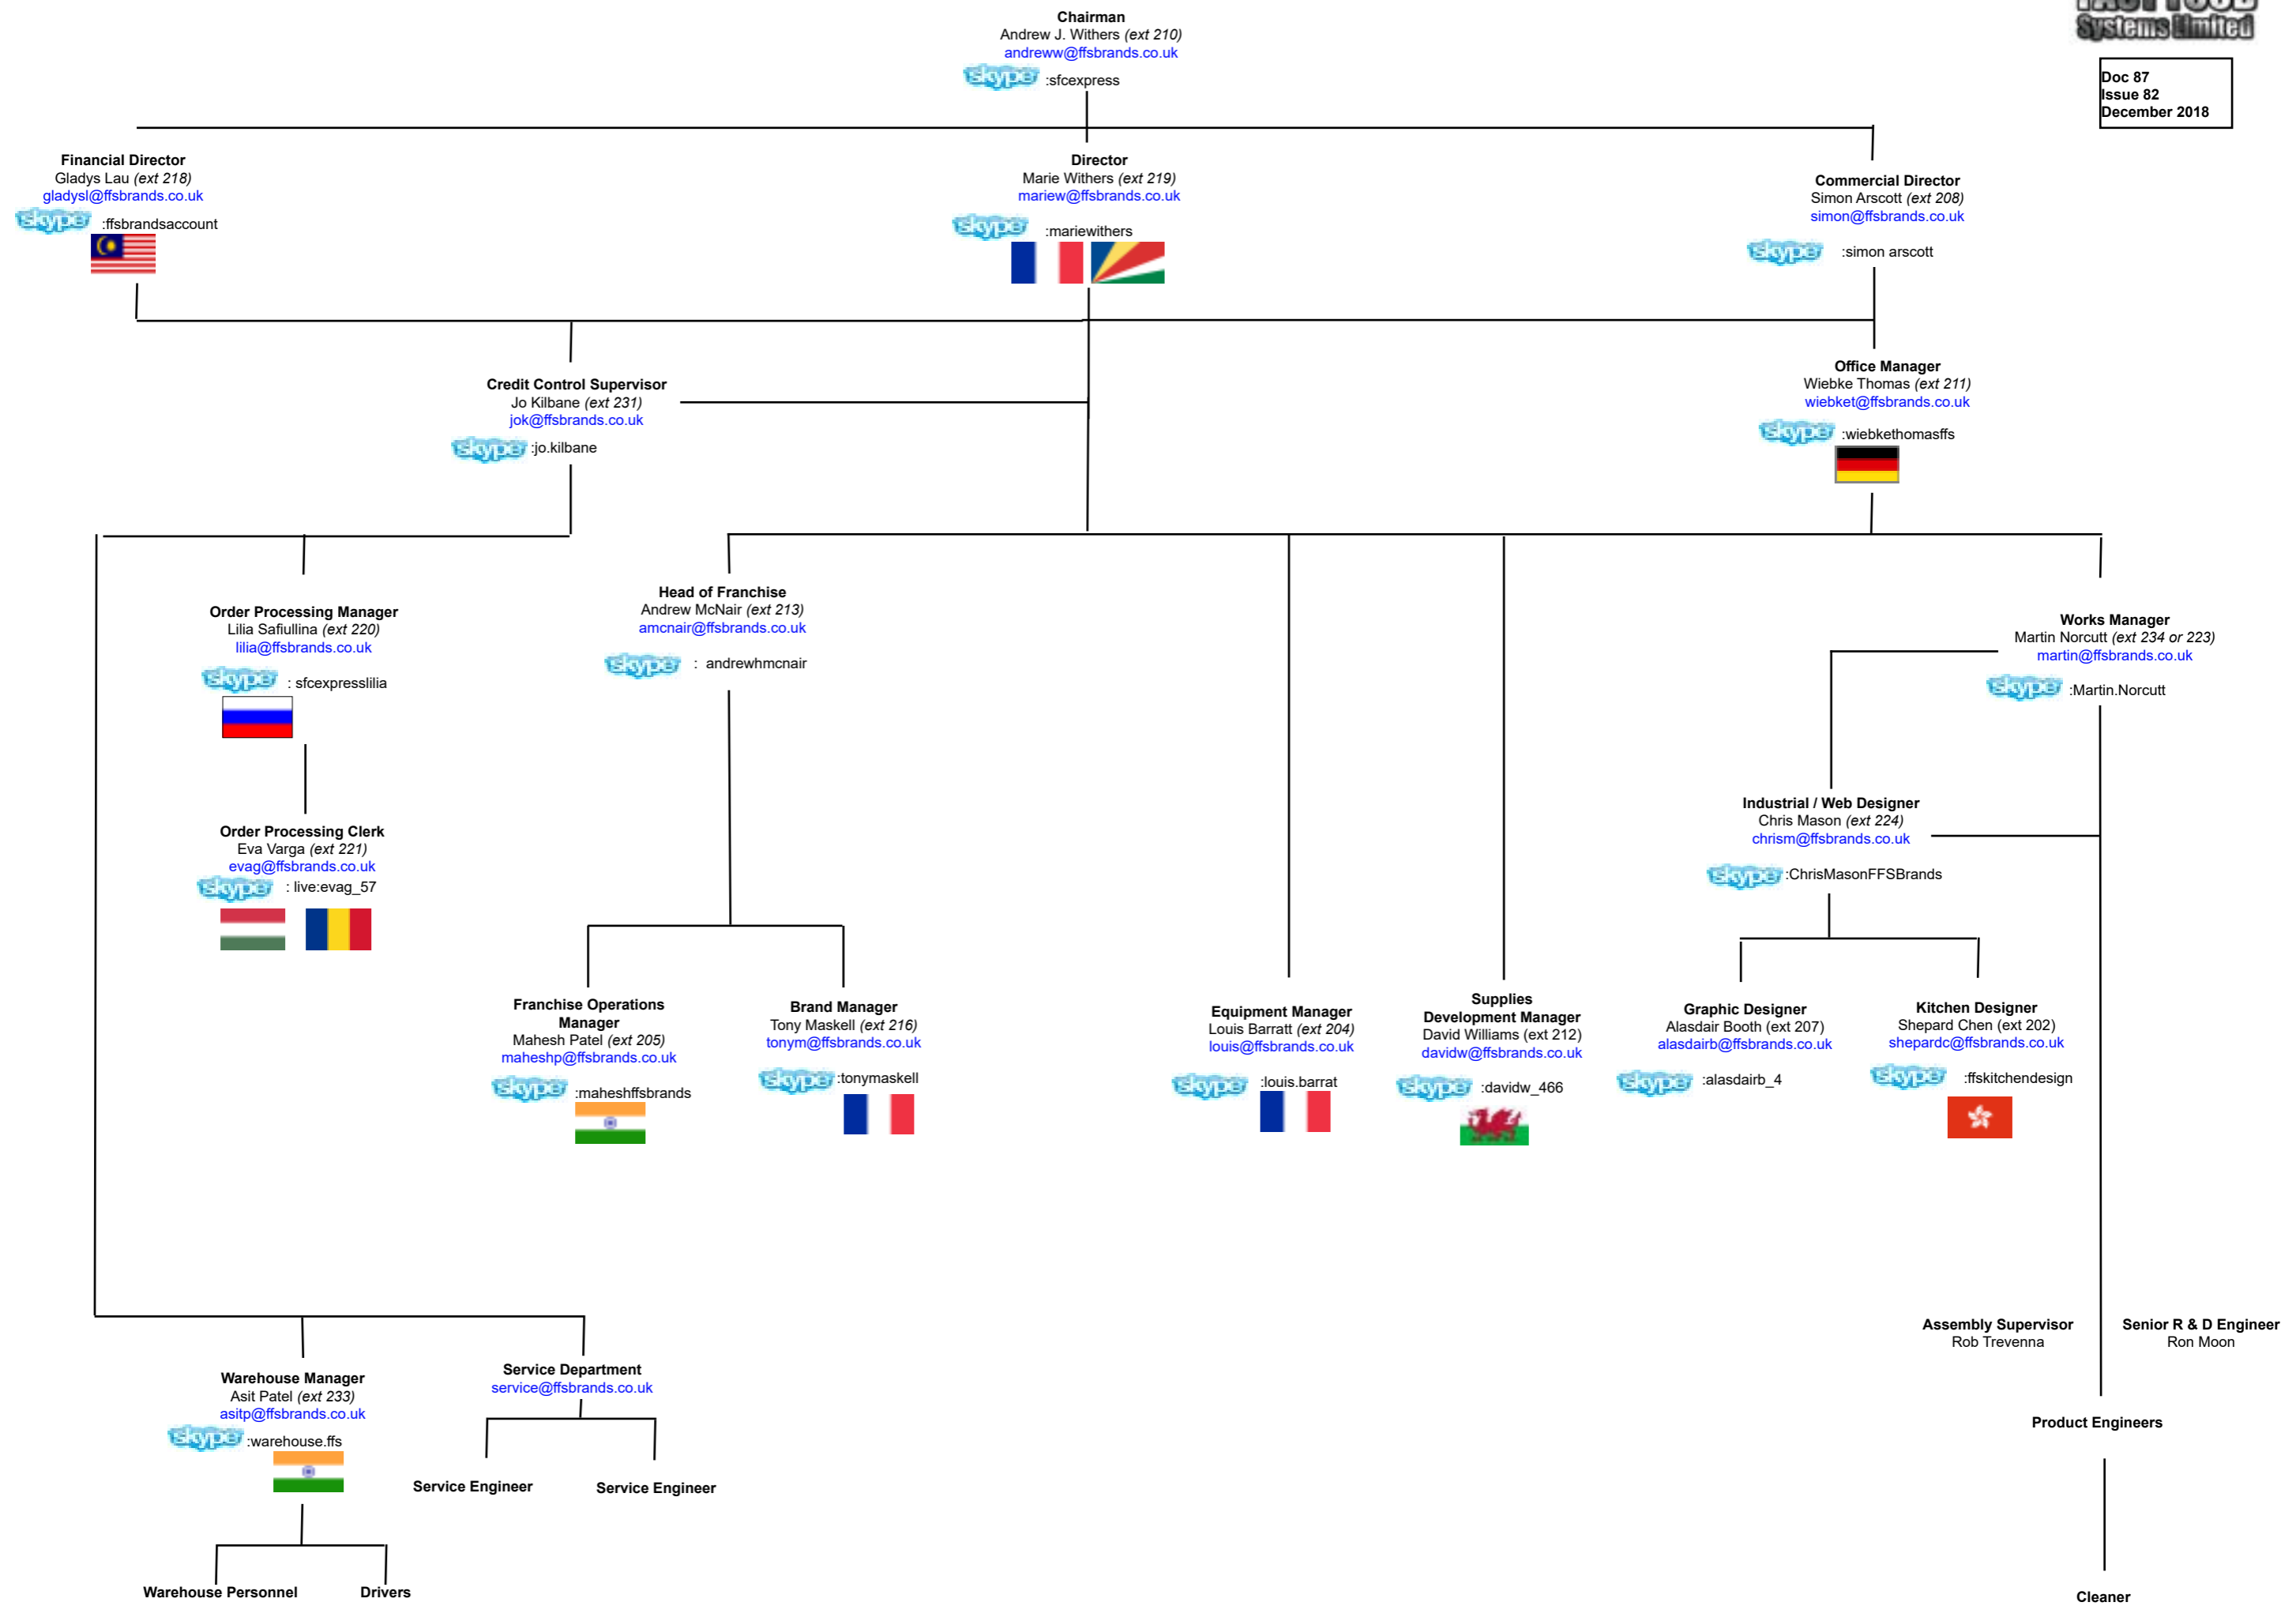 Systems Limited
Doc 87
Issue 82
December 2018
Chairman
Andrew J. Withers (ext 210)
andreww@ffsbrands.co.uk
skype :sfcexpress
Financial Director
Gladys Lau (ext 218)
gladysl@ffsbrands.co.uk
skype :ffsbrandsaccount
Director
Marie Withers (ext 219)
mariew@ffsbrands.co.uk
skype :mariewithers
Commercial Director
Simon Arscott (ext 208)
simon@ffsbrands.co.uk
skype :simon arscott
Credit Control Supervisor
Jo Kilbane (ext 231)
jok@ffsbrands.co.uk
skype :jo.kilbane
Office Manager
Wiebke Thomas (ext 211)
wiebket@ffsbrands.co.uk
skype :wiebkethomasffs
Order Processing Manager
Lilia Safiullina (ext 220)
lilia@ffsbrands.co.uk
skype : sfcexpresslilia
Head of Franchise
Andrew McNair (ext 213)
amcnair@ffsbrands.co.uk
skype : andrewhmcnair
Works Manager
Martin Norcutt (ext 234 or 223)
martin@ffsbrands.co.uk
skype :Martin.Norcutt
Order Processing Clerk
Eva Varga (ext 221)
evag@ffsbrands.co.uk
skype : live:evag_57
Industrial / Web Designer
Chris Mason (ext 224)
chrism@ffsbrands.co.uk
skype :ChrisMasonFFSBrands
Franchise Operations
Manager
Mahesh Patel (ext 205)
maheshp@ffsbrands.co.uk
skype :maheshffsbrands
Brand Manager
Tony Maskell (ext 216)
tonym@ffsbrands.co.uk
skype :tonymaskell
Equipment Manager
Louis Barratt (ext 204)
louis@ffsbrands.co.uk
skype :louis.barrat
Supplies
Development Manager
David Williams (ext 212)
davidw@ffsbrands.co.uk
skype :davidw_466
Graphic Designer
Alasdair Booth (ext 207)
alasdairb@ffsbrands.co.uk
skype :alasdairb_4
Kitchen Designer
Shepard Chen (ext 202)
shepardc@ffsbrands.co.uk
skype :ffskitchendesign
Assembly Supervisor
Rob Trevenna
Senior R & D Engineer
Ron Moon
Warehouse Manager
Asit Patel (ext 233)
asitp@ffsbrands.co.uk
skype :warehouse.ffs
Service Department
service@ffsbrands.co.uk
Product Engineers
Service Engineer
Service Engineer
Warehouse Personnel
Drivers
Cleaner